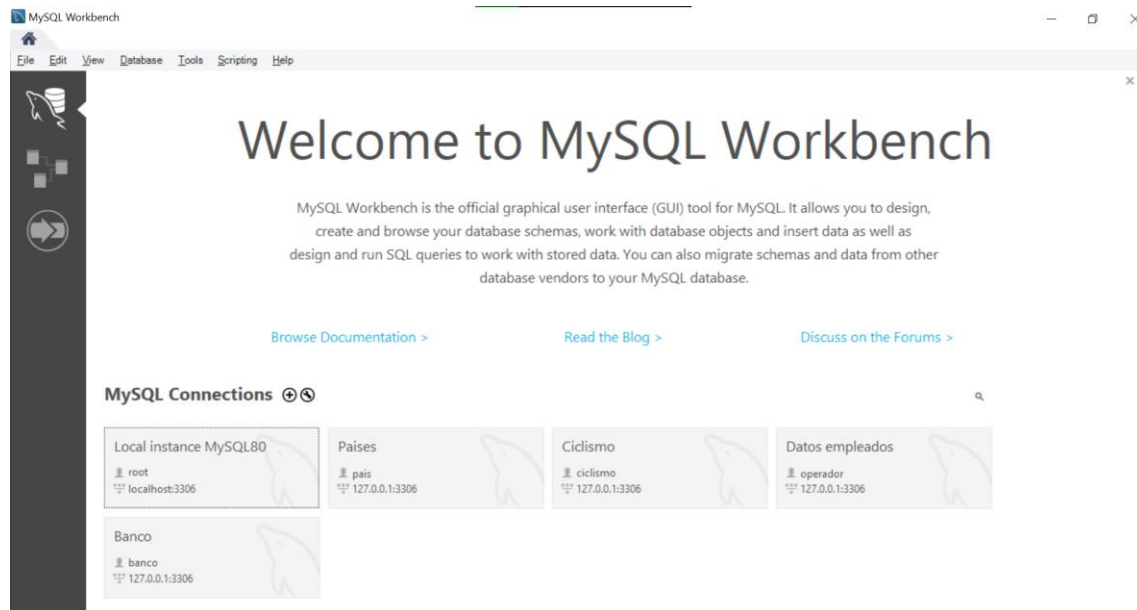 MySQL Workbench
File Edit View Database Tools Scripting Help
Welcome to MySQL Workbench
MySQL Workbench is the official graphical user interface (GUI) tool for MySQL. It allows you to design,
create and browse your database schemas, work with database objects and insert data as well as
design and run SQL queries to work with stored data. You can also migrate schemas and data from other
database vendors to your MySQL database.
Browse Documentation > Read the Blog > Discuss on the Forums >
MySQL Connections
Local instance MySQL80
root
localhost:3306
Paises
pais
127.0.0.1:3306
Ciclismo
ciclismo
127.0.0.1:3306
Datos empleados
operador
127.0.0.1:3306
Banco
banco
127.0.0.1:3306